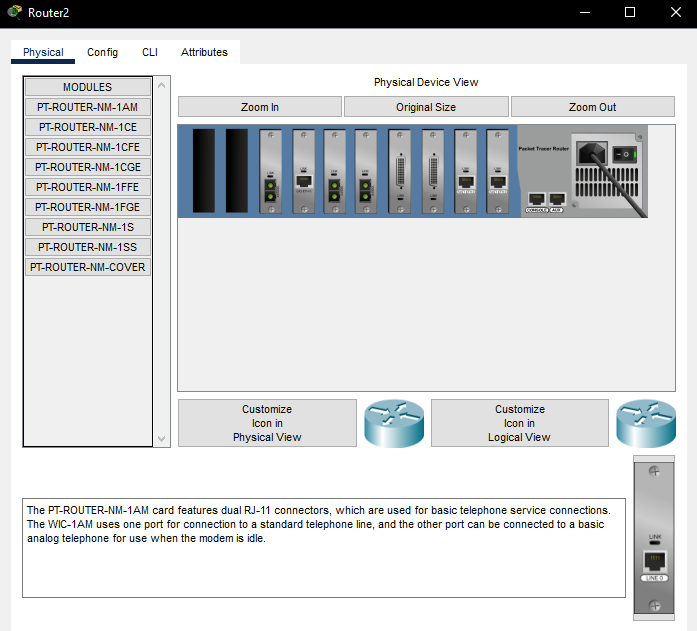 Router2
Physical Config CLI Attributes
MODULES
PT-ROUTER-NM-1AM
PT-ROUTER-NM-1CE
PT-ROUTER-NM-1CFE
PT-ROUTER-NM-1CGE
PT-ROUTER-NM-1FFE
PT-ROUTER-NM-1FGE
PT-ROUTER-NM-1S
PT-ROUTER-NM-1SS
PT-ROUTER-NM-COVER
Physical Device View
Zoom In Original Size Zoom Out
Packet Tracer Router
CONSOLE AUX
Customize
Icon in
Physical View
Customize
Icon in
Logical View
The PT-ROUTER-NM-1AM card features dual RJ-11 connectors, which are used for basic telephone service connections.
The WIC-1AM uses one port for connection to a standard telephone line, and the other port can be connected to a basic
analog telephone for use when the modem is idle.
LINK
LINE 0